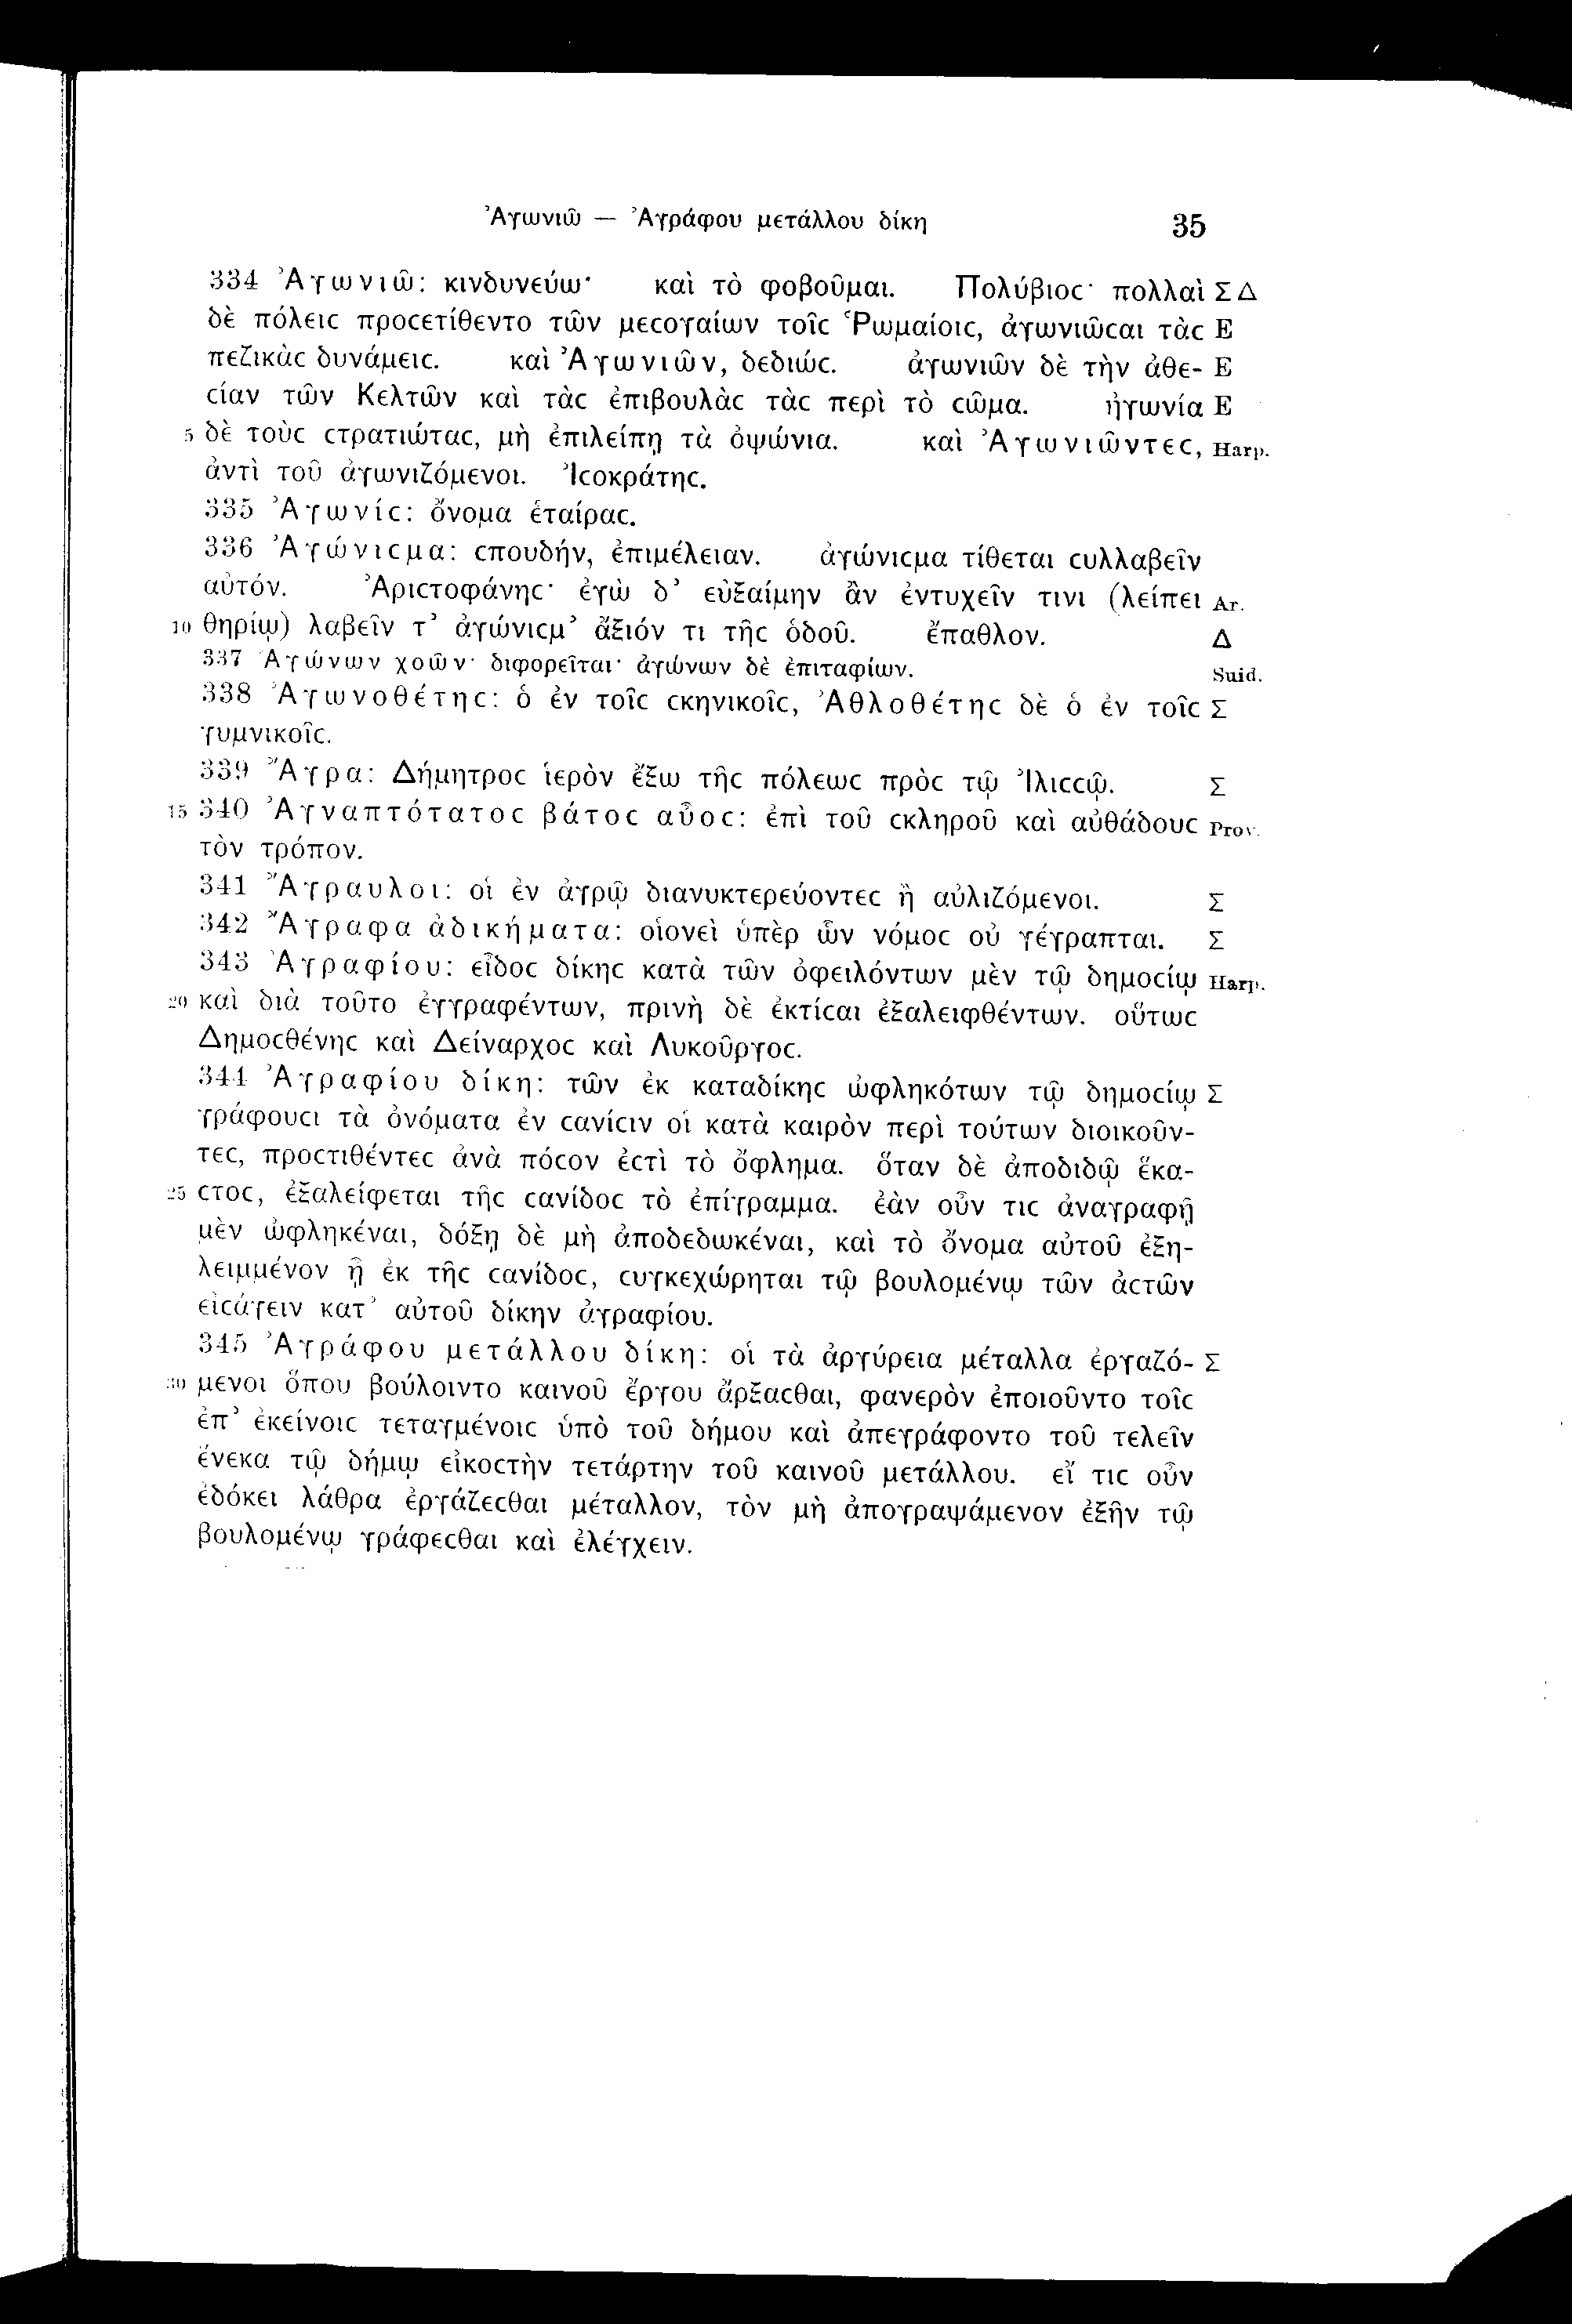 Ἀγωνιῶ — Ἀγράφου μετάλλου δίκη 35
334 Ἀγωνιῶ: κινδυνεύω· καὶ τὸ φοβοῦμαι. Πολύβιοϲ· πολλαὶ Σ Δ
δὲ πόλειϲ προϲετίθεντο τῶν μεϲογαίων τοῖϲ Ῥωμαίοιϲ, ἀγωνιῶϲαι τὰϲ E
πεζικὰϲ δυνάμειϲ. καὶ Ἀγωνιῶν, δεδιώϲ. ἀγωνιῶν δὲ τὴν ἀθε- E
ϲίαν τῶν Κελτῶν καὶ τὰϲ ἐπιβουλὰϲ τὰϲ περὶ τὸ ϲῶμα. ἠγωνία E
5 δὲ τοὺϲ ϲτρατιώταϲ, μὴ ἐπιλείπῃ τὰ ὀψώνια. καὶ Ἀγωνιῶντεϲ, Harp.
ἀντὶ τοῦ ἀγωνιζόμενοι. Ἰϲοκράτηϲ.
335 Ἀγωνίϲ: ὄνομα ἑταίραϲ.
336 Ἀγώνιϲμα: ϲπουδήν, ἐπιμέλειαν. ἀγώνιϲμα τίθεται ϲυλλαβεῖν
αὐτόν. Ἀριϲτοφάνηϲ· ἐγὼ δ’ εὐξαίμην ἂν ἐντυχεῖν τινι (λείπει Ar.
10 θηρίῳ) λαβεῖν τ’ ἀγώνιϲμ’ ἄξιόν τι τῆϲ ὁδοῦ. ἔπαθλον. Δ
337 Ἀγώνων χοῶν· διφορεῖται· ἀγώνων δὲ ἐπιταφίων. Suid.
338 Ἀγωνοθέτηϲ: ὁ ἐν τοῖϲ ϲκηνικοῖϲ, Ἀθλοθέτηϲ δὲ ὁ ἐν τοῖϲ Σ
γυμνικοῖϲ.
339 Ἄγρα: Δήμητροϲ ἱερὸν ἔξω τῆϲ πόλεωϲ πρὸϲ τῷ Ἰλιϲϲῷ. Σ
15 340 Ἀγναπτότατοϲ βάτοϲ αὖοϲ: ἐπὶ τοῦ ϲκληροῦ καὶ αὐθάδουϲ Prov.
τὸν τρόπον.
341 Ἄγραυλοι: οἱ ἐν ἀγρῷ διανυκτερεύοντεϲ ἢ αὐλιζόμενοι. Σ
342 Ἄγραφα ἀδικήματα: οἱονεὶ ὑπὲρ ὧν νόμοϲ οὐ γέγραπται. Σ
343 Ἀγραφίου: εἶδοϲ δίκηϲ κατὰ τῶν ὀφειλόντων μὲν τῷ δημοϲίῳ Harp.
20 καὶ διὰ τοῦτο ἐγγραφέντων, πρινὴ δὲ ἐκτίϲαι ἐξαλειφθέντων. οὕτωϲ
Δημοϲθένηϲ καὶ Δείναρχοϲ καὶ Λυκοῦργοϲ.
344 Ἀγραφίου δίκη: τῶν ἐκ καταδίκηϲ ὠφληκότων τῷ δημοϲίῳ Σ
γράφουϲι τὰ ὀνόματα ἐν ϲανίϲιν οἱ κατὰ καιρὸν περὶ τούτων διοικοῦν-
τεϲ, προϲτιθέντεϲ ἀνὰ πόϲον ἐϲτὶ τὸ ὄφλημα. ὅταν δὲ ἀποδιδῷ ἕκα-
25 ϲτοϲ, ἐξαλείφεται τῆϲ ϲανίδοϲ τὸ ἐπίγραμμα. ἐὰν οὖν τιϲ ἀναγραφῇ
μὲν ὠφληκέναι, δόξῃ δὲ μὴ ἀποδεδωκέναι, καὶ τὸ ὄνομα αὐτοῦ ἐξη-
λειμμένον ᾖ ἐκ τῆϲ ϲανίδοϲ, ϲυγκεχώρηται τῷ βουλομένῳ τῶν ἀϲτῶν
εἰϲάγειν κατ’ αὐτοῦ δίκην ἀγραφίου.
345 Ἀγράφου μετάλλου δίκη: οἱ τὰ ἀργύρεια μέταλλα ἐργαζό- Σ
30 μενοι ὅπου βούλοιντο καινοῦ ἔργου ἄρξαϲθαι, φανερὸν ἐποιοῦντο τοῖϲ
ἐπ’ ἐκείνοιϲ τεταγμένοιϲ ὑπὸ τοῦ δήμου καὶ ἀπεγράφοντο τοῦ τελεῖν
ἕνεκα τῷ δήμῳ εἰκοϲτὴν τετάρτην τοῦ καινοῦ μετάλλου. εἴ τιϲ οὖν
ἐδόκει λάθρα ἐργάζεϲθαι μέταλλον, τὸν μὴ ἀπογραψάμενον ἐξῆν τῷ
βουλομένῳ γράφεϲθαι καὶ ἐλέγχειν.